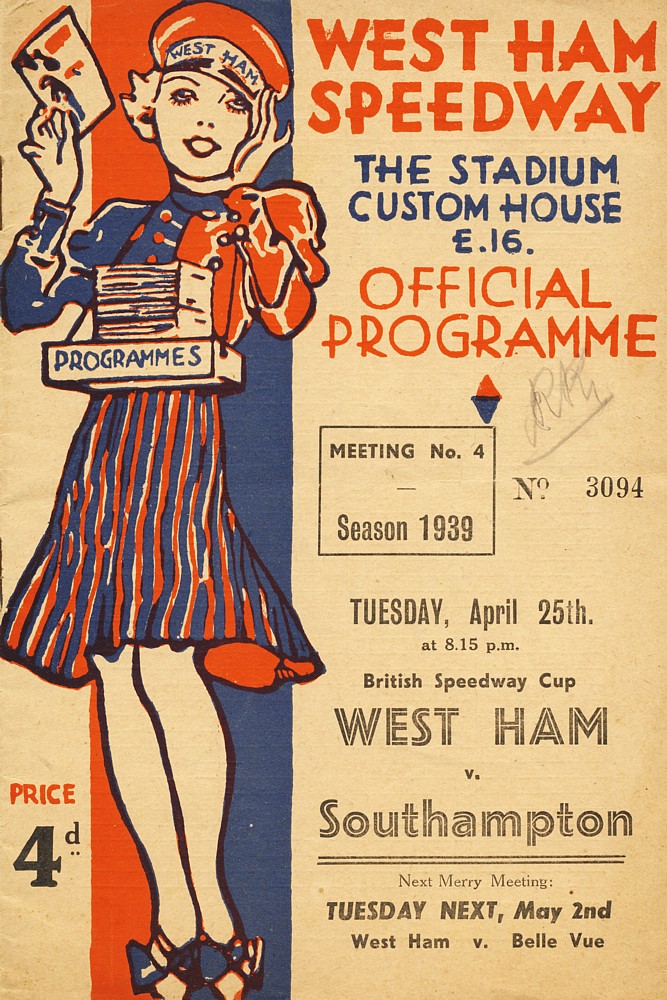 WEST HAM
WEST HAM
SPEEDWAY
THE STADIUM
CUSTOM HOUSE
E.16.
OFFICIAL
PROGRAMME
PROGRAMMES
MEETING No. 4
—
Season 1939
Nº 3094
TUESDAY, April 25th.
at 8.15 p.m.
British Speedway Cup
WEST HAM
v.
Southampton
PRICE
4d
Next Merry Meeting:
TUESDAY NEXT, May 2nd
West Ham v. Belle Vue